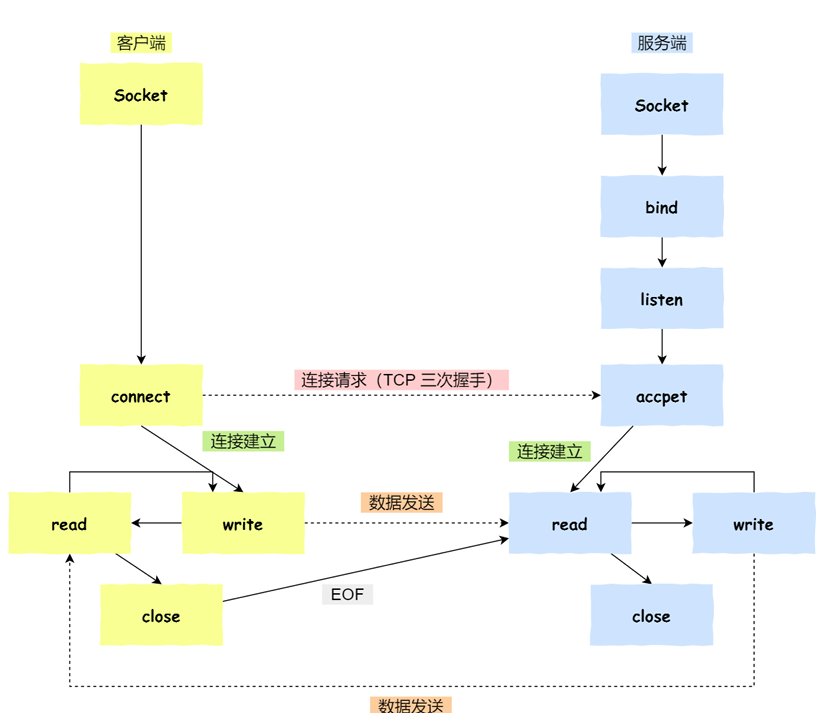 客户端
服务端
Socket
Socket
bind
listen
connect
连接请求（TCP 三次握手）
accpet
连接建立
连接建立
read
write
数据发送
read
write
close
EOF
close
数据发送